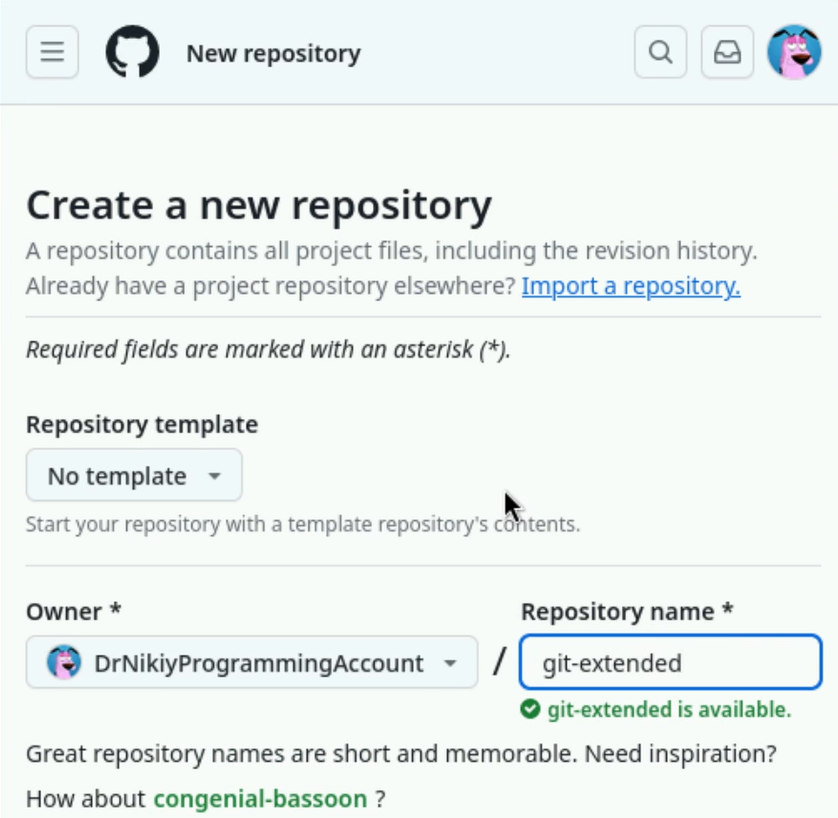 New repository
Create a new repository
A repository contains all project files, including the revision history.
Already have a project repository elsewhere? Import a repository.
Required fields are marked with an asterisk (*).
Repository template
No template
Start your repository with a template repository's contents.
Owner * Repository name *
DrNikiyProgrammingAccount / git-extended
git-extended is available.
Great repository names are short and memorable. Need inspiration?
How about congenial-bassoon ?